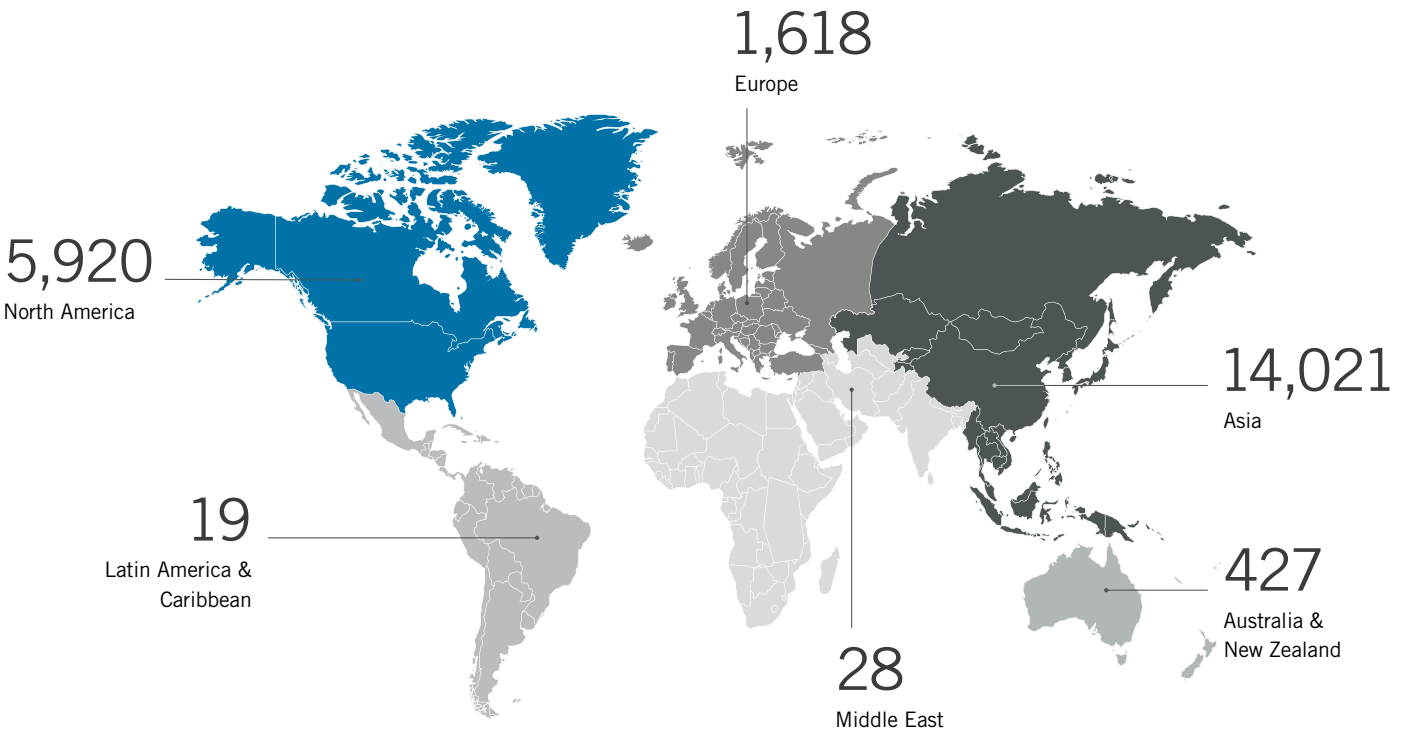 1,618
Europe
5,920
North America
14,021
Asia
19
Latin America &
Caribbean
427
Australia &
New Zealand
28
Middle East